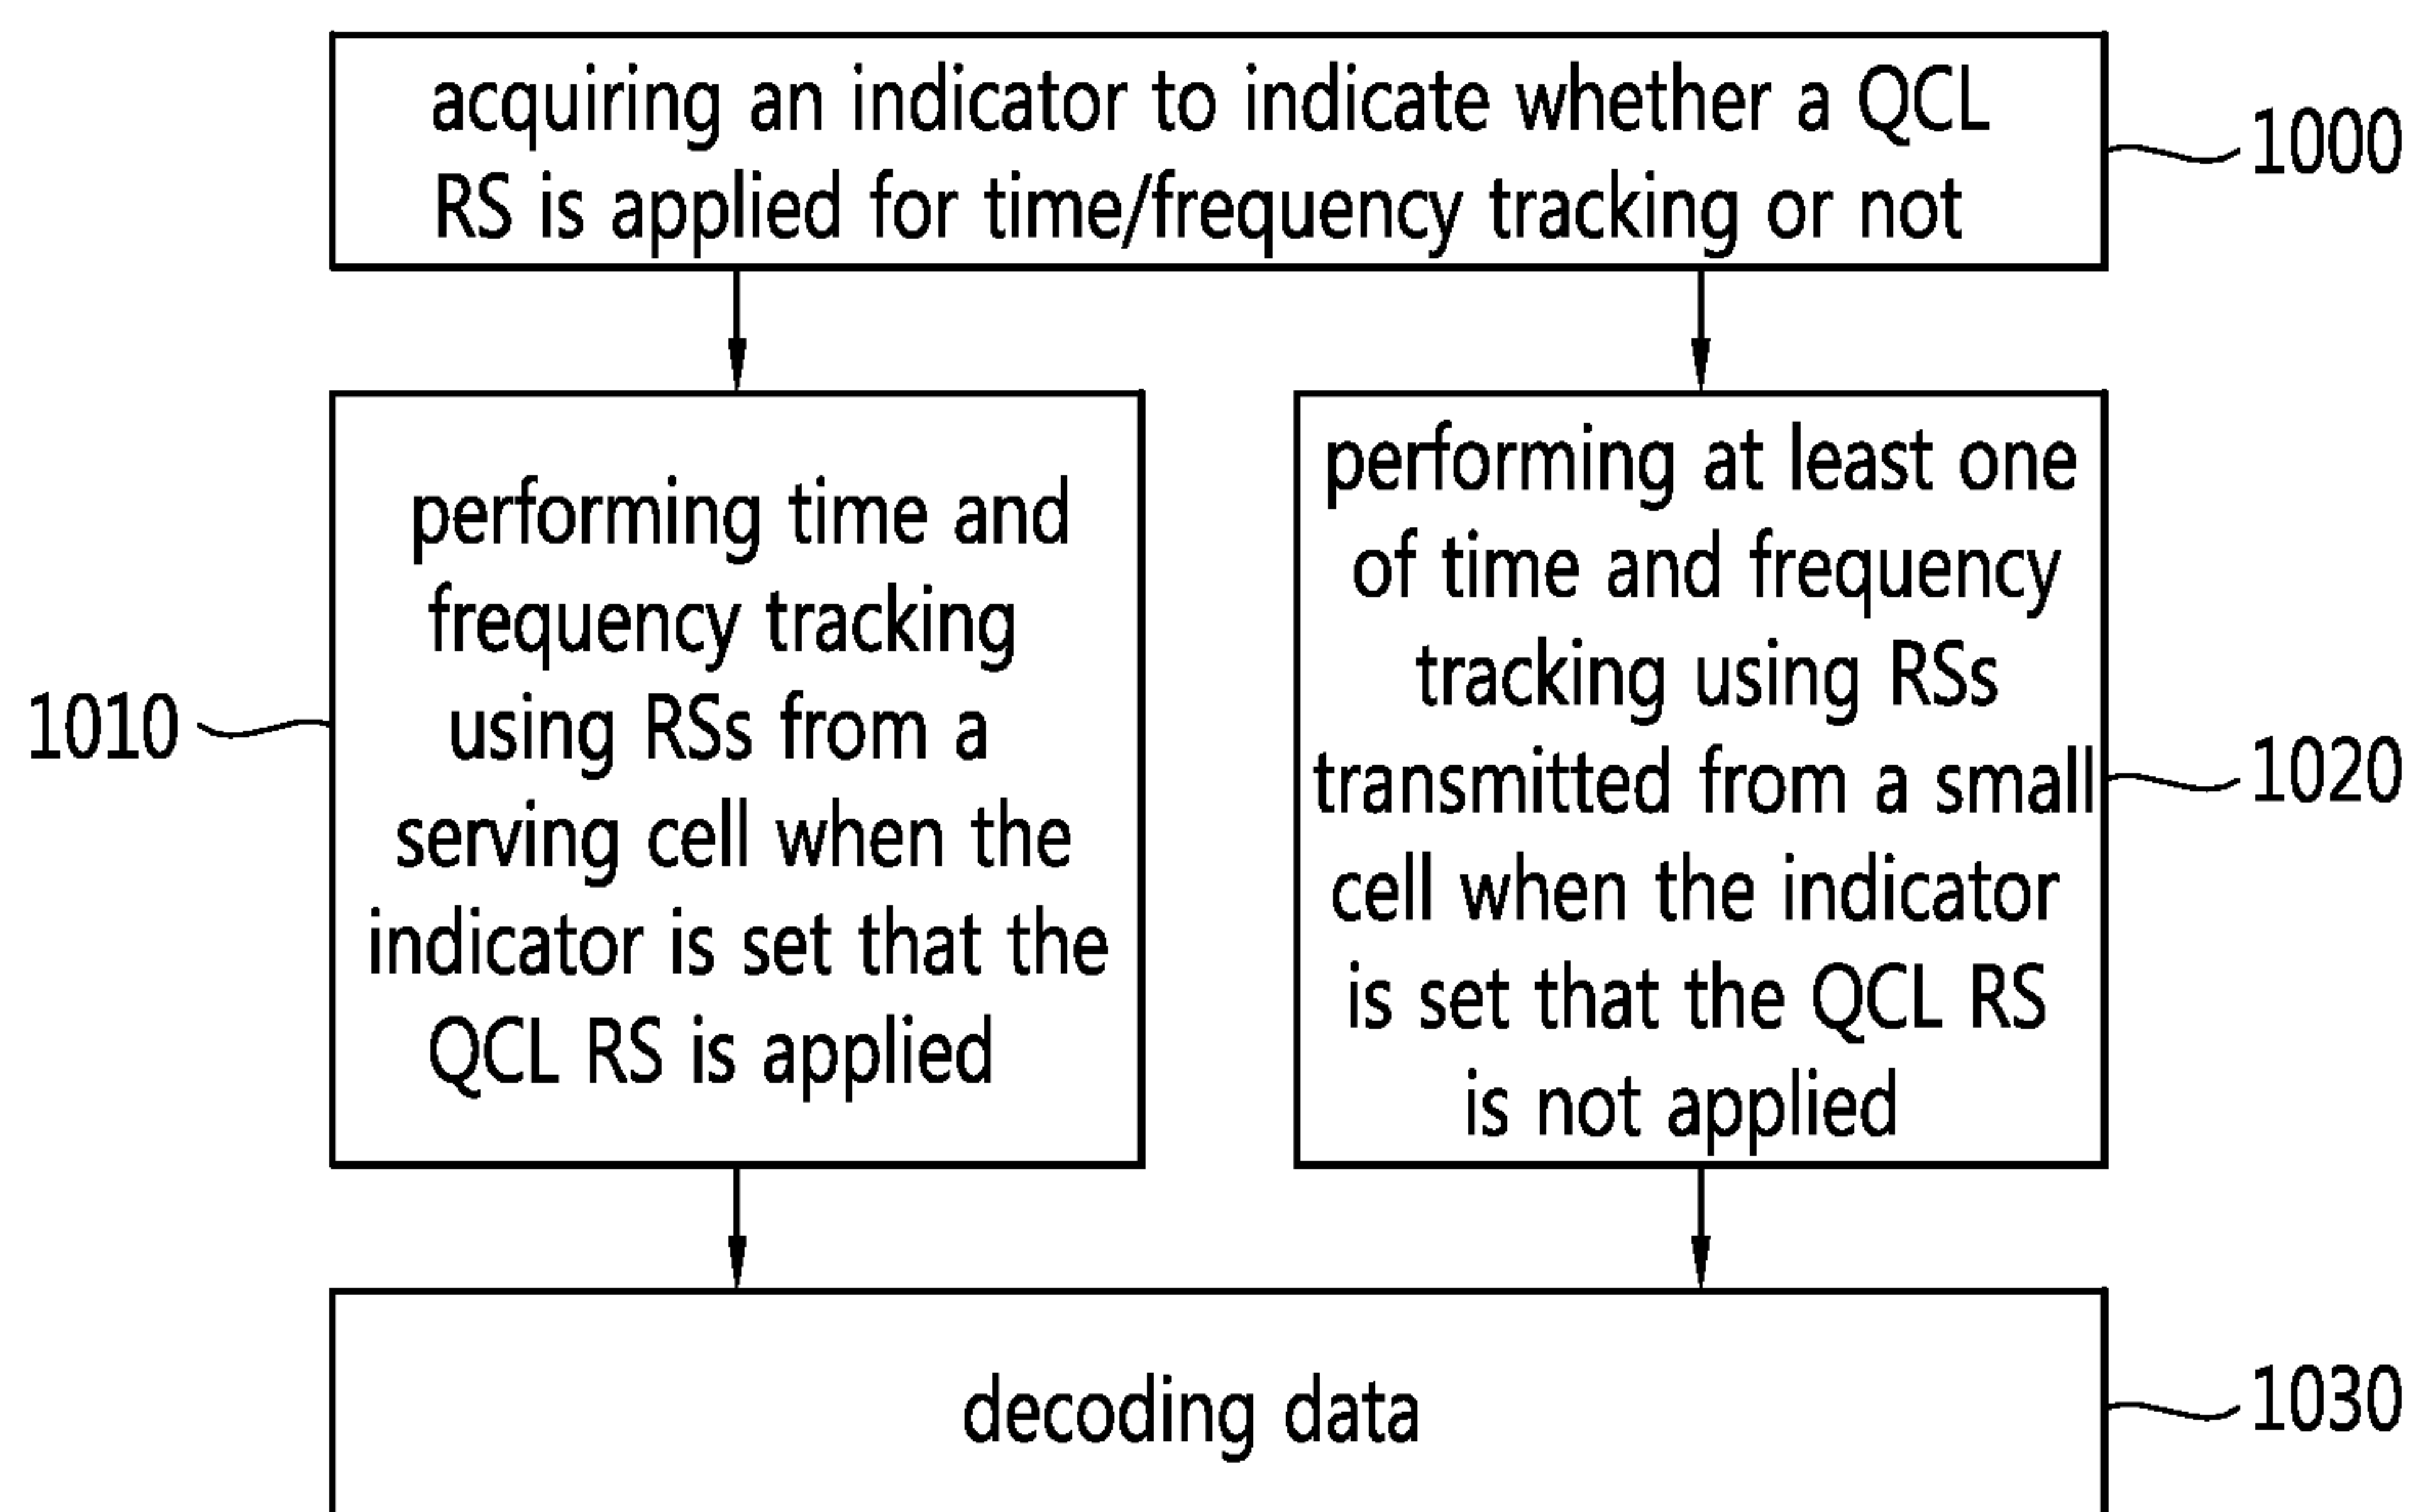 acquiring an indicator to indicate whether a QCL
RS is applied for time/frequency tracking or not
1000
performing time and
frequency tracking
using RSs from a
serving cell when the
indicator is set that the
QCL RS is applied
1010
performing at least one
of time and frequency
tracking using RSs
transmitted from a small
cell when the indicator
is set that the QCL RS
is not applied
1020
decoding data
1030